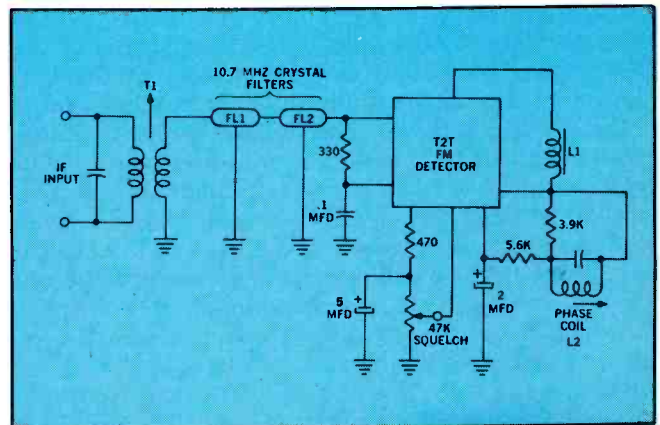 10.7 MHZ CRYSTAL
FILTERS
T1
FL1
FL2
IF
INPUT
330
.1
MFD
T2T
FM
DETECTOR
L1
3.9K
470
5.6K
+
5
MFD
47K
SQUELCH
+
2
MFD
PHASE
COIL
L2